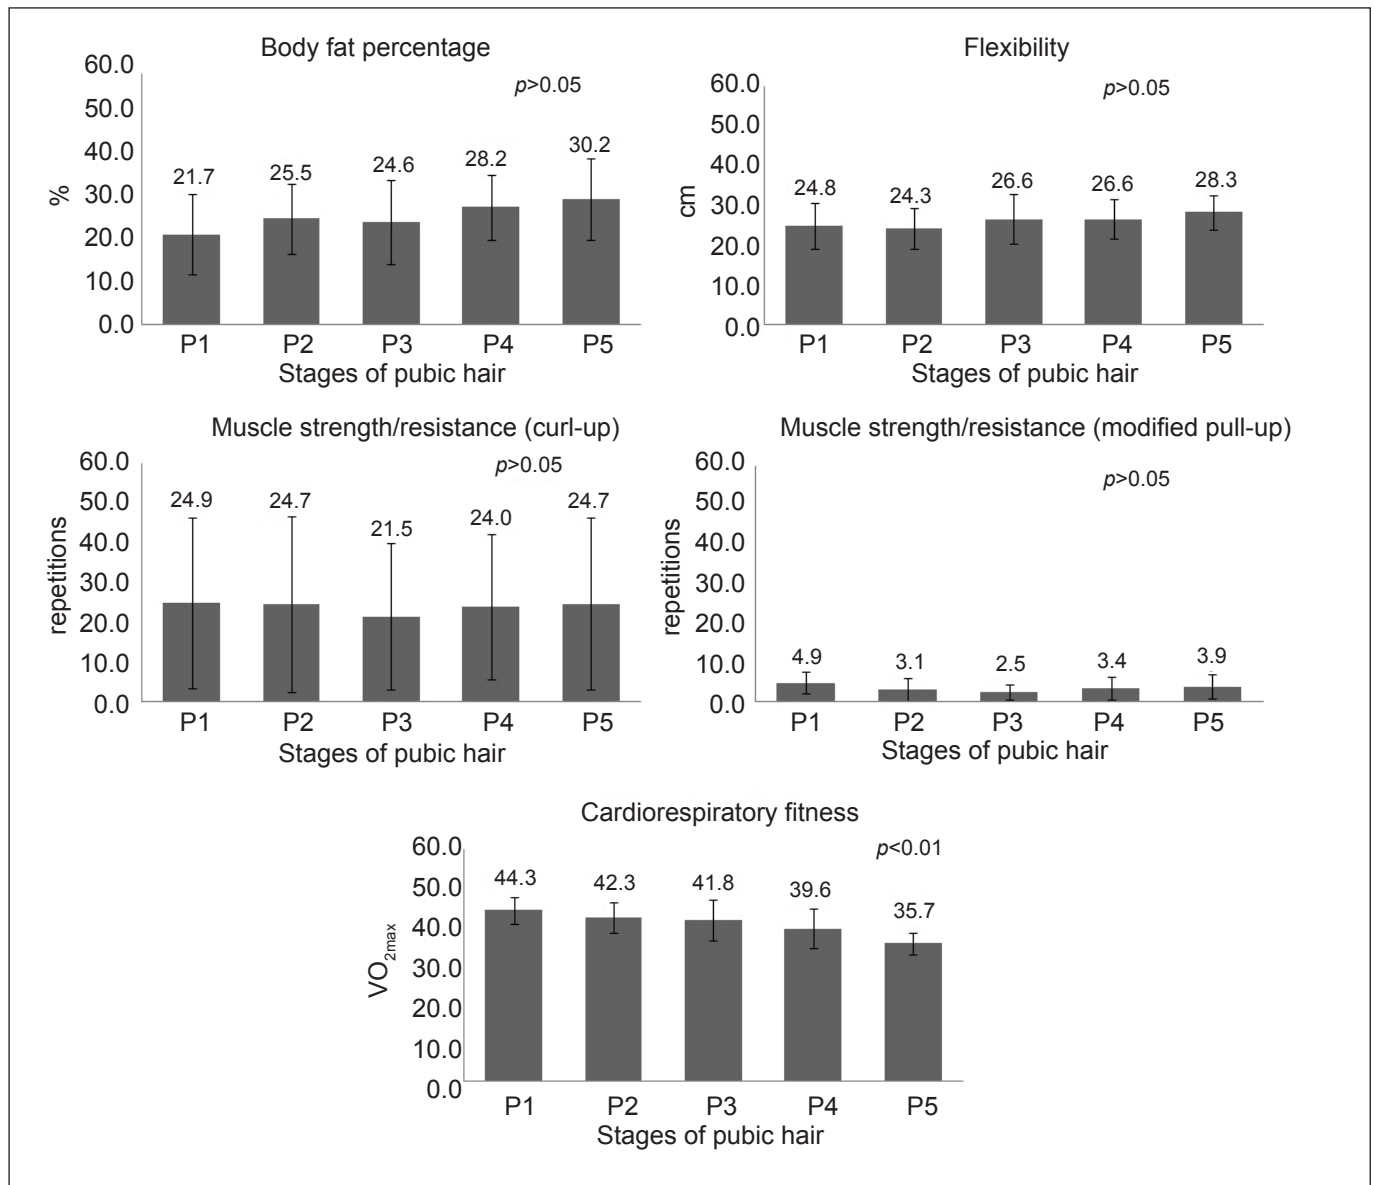 Body fat percentage
p>0.05
60.0
50.0
40.0
30.0
20.0
10.0
0.0
%
21.7 25.5 24.6 28.2 30.2
P1 P2 P3 P4 P5
Stages of pubic hair
Flexibility
p>0.05
60.0
50.0
40.0
30.0
20.0
10.0
0.0
cm
24.8 24.3 26.6 26.6 28.3
P1 P2 P3 P4 P5
Stages of pubic hair
Muscle strength/resistance (curl-up)
p>0.05
60.0
50.0
40.0
30.0
20.0
10.0
0.0
repetitions
24.9 24.7 21.5 24.0 24.7
P1 P2 P3 P4 P5
Stages of pubic hair
Muscle strength/resistance (modified pull-up)
p>0.05
60.0
50.0
40.0
30.0
20.0
10.0
0.0
repetitions
4.9 3.1 2.5 3.4 3.9
P1 P2 P3 P4 P5
Stages of pubic hair
Cardiorespiratory fitness
p<0.01
60.0
50.0
40.0
30.0
20.0
10.0
0.0
VO2max
44.3 42.3 41.8 39.6 35.7
P1 P2 P3 P4 P5
Stages of pubic hair